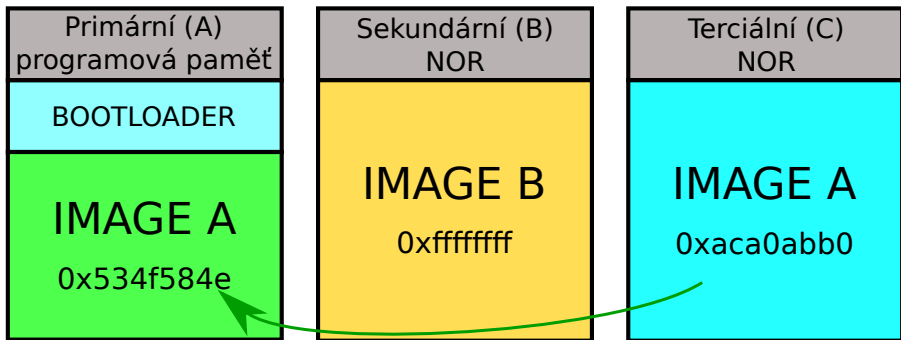 Primární (A)
programová paměť
BOOTLOADER
IMAGE A
0x534f584e
Sekundární (B)
NOR
IMAGE B
0xffffffff
Terciální (C)
NOR
IMAGE A
0xaca0abb0